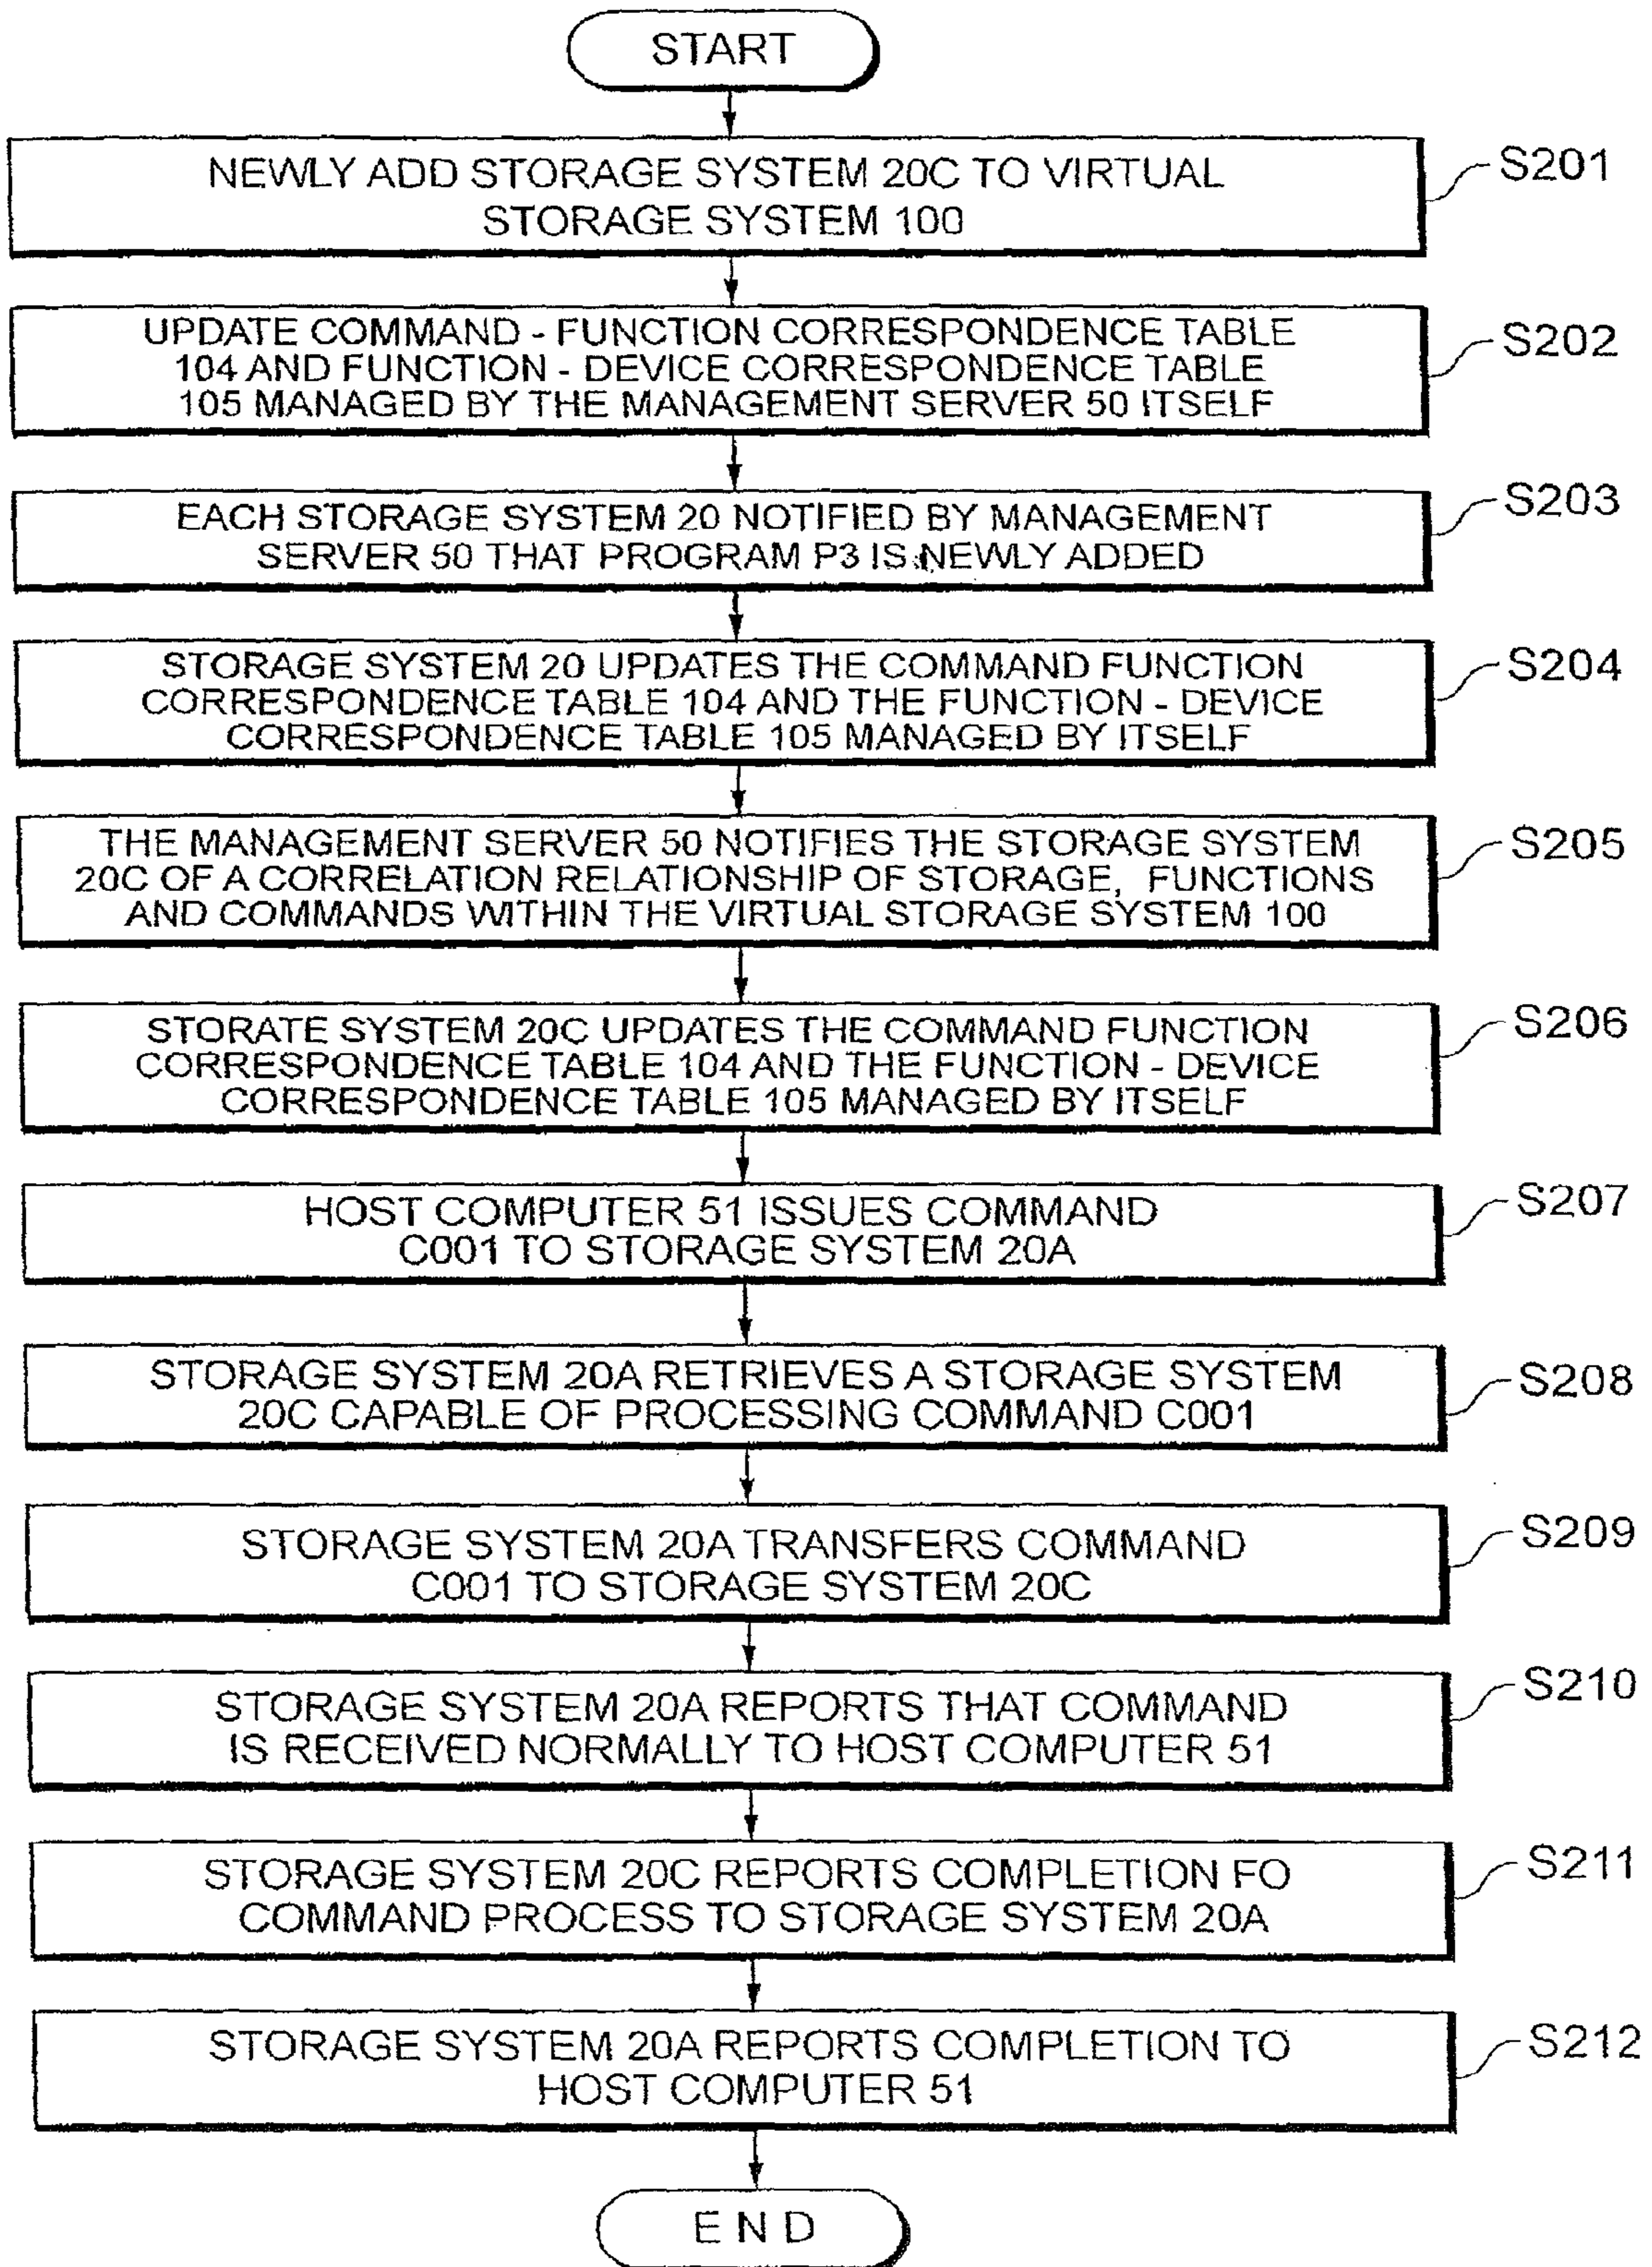 START
NEWLY ADD STORAGE SYSTEM 20C TO VIRTUAL
STORAGE SYSTEM 100
S201
UPDATE COMMAND - FUNCTION CORRESPONDENCE TABLE
104 AND FUNCTION - DEVICE CORRESPONDENCE TABLE
105 MANAGED BY THE MANAGEMENT SERVER 50 ITSELF
S202
EACH STORAGE SYSTEM 20 NOTIFIED BY MANAGEMENT
SERVER 50 THAT PROGRAM P3 IS NEWLY ADDED
S203
STORAGE SYSTEM 20 UPDATES THE COMMAND FUNCTION
CORRESPONDENCE TABLE 104 AND THE FUNCTION - DEVICE
CORRESPONDENCE TABLE 105 MANAGED BY ITSELF
S204
THE MANAGEMENT SERVER 50 NOTIFIES THE STORAGE SYSTEM
20C OF A CORRELATION RELATIONSHIP OF STORAGE, FUNCTIONS
AND COMMANDS WITHIN THE VIRTUAL STORAGE SYSTEM 100
S205
STORATE SYSTEM 20C UPDATES THE COMMAND FUNCTION
CORRESPONDENCE TABLE 104 AND THE FUNCTION - DEVICE
CORRESPONDENCE TABLE 105 MANAGED BY ITSELF
S206
HOST COMPUTER 51 ISSUES COMMAND
C001 TO STORAGE SYSTEM 20A
S207
STORAGE SYSTEM 20A RETRIEVES A STORAGE SYSTEM
20C CAPABLE OF PROCESSING COMMAND C001
S208
STORAGE SYSTEM 20A TRANSFERS COMMAND
C001 TO STORAGE SYSTEM 20C
S209
STORAGE SYSTEM 20A REPORTS THAT COMMAND
IS RECEIVED NORMALLY TO HOST COMPUTER 51
S210
STORAGE SYSTEM 20C REPORTS COMPLETION FO
COMMAND PROCESS TO STORAGE SYSTEM 20A
S211
STORAGE SYSTEM 20A REPORTS COMPLETION TO
HOST COMPUTER 51
S212
END